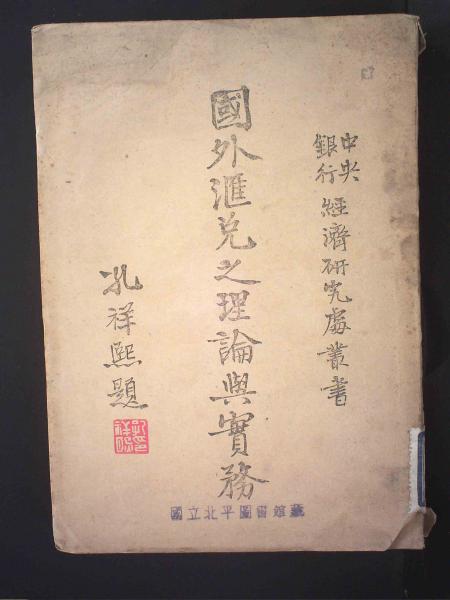 中央銀行經濟研究處叢書
國外滙兌之理論與實務
孔祥熙題
國立北平圖書館藏